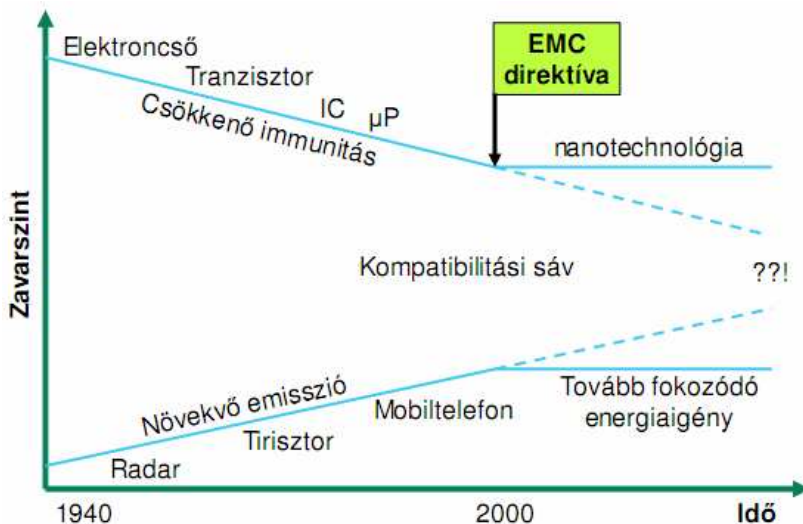 Zavarszint
Elektroncső
Tranzisztor
IC
µP
Csökkenő immunitás
EMC
direktíva
nanotechnológia
Kompatibilitási sáv
??!
Növekvő emisszió
Radar
Tirisztor
Mobiltelefon
Tovább fokozódó
energiaigény
1940
2000
Idő